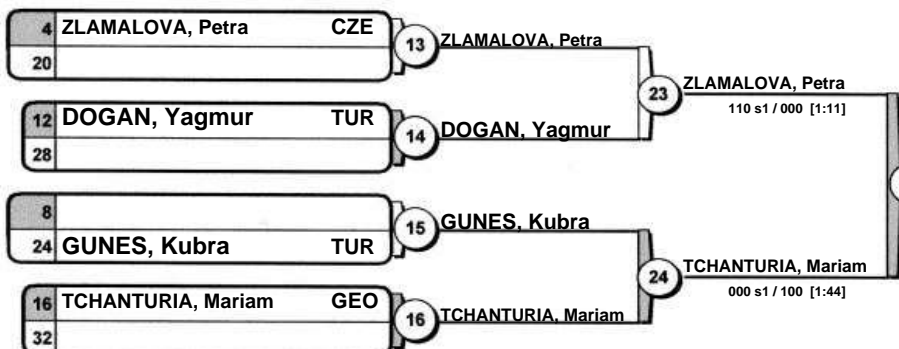 4 ZLAMALOVA, Petra CZE
20
13 ZLAMALOVA, Petra
12 DOGAN, Yagmur TUR
28
14 DOGAN, Yagmur
23 ZLAMALOVA, Petra
110 s1 / 000 [1:11]
8
24 GUNES, Kubra TUR
15 GUNES, Kubra
16 TCHANTURIA, Mariam GEO
32
16 TCHANTURIA, Mariam
24 TCHANTURIA, Mariam
000 s1 / 100 [1:44]